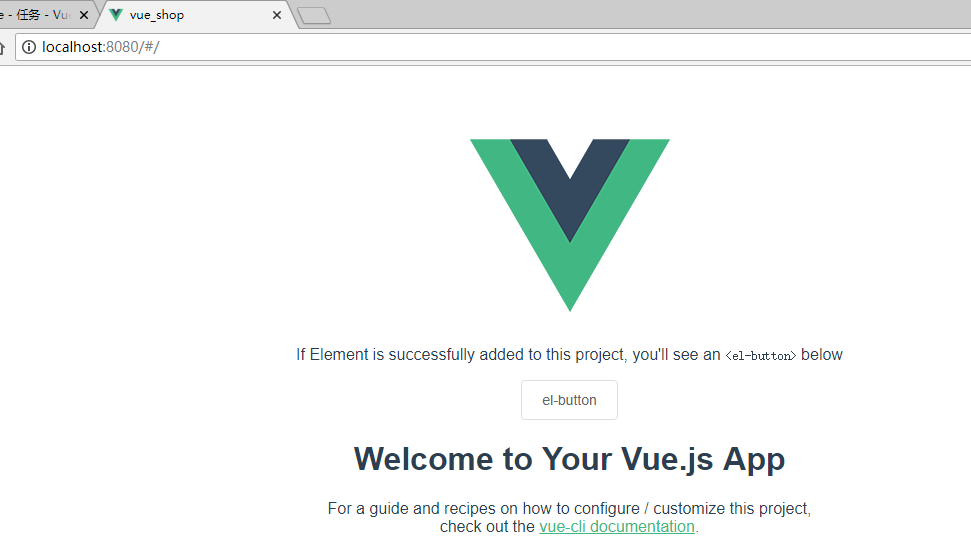 e - 任务 - Vu
vue_shop
localhost:8080/#/
If Element is successfully added to this project, you'll see an <el-button> below
el-button
Welcome to Your Vue.js App
For a guide and recipes on how to configure / customize this project,
check out the vue-cli documentation.